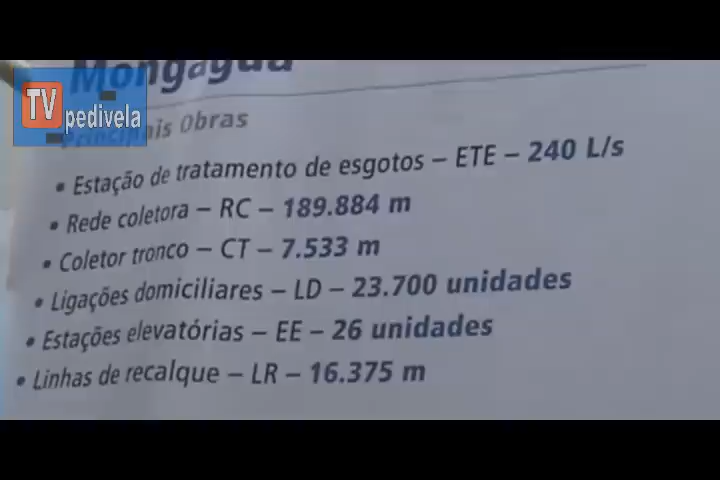 Mongaguá
TV
pedivela
Principais Obras
• Estação de tratamento de esgotos – ETE – 240 L/s
• Rede coletora – RC – 189.884 m
• Coletor tronco – CT – 7.533 m
• Ligações domiciliares – LD – 23.700 unidades
• Estações elevatórias – EE – 26 unidades
• Linhas de recalque – LR – 16.375 m